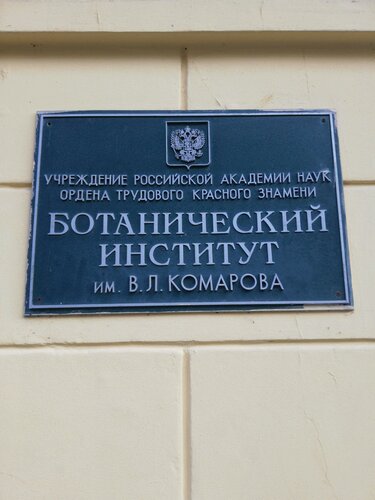 УЧРЕЖДЕНИЕ РОССИЙСКОЙ АКАДЕМИИ НАУК
ОРДЕНА ТРУДОВОГО КРАСНОГО ЗНАМЕНИ
БОТАНИЧЕСКИЙ
ИНСТИТУТ
ИМ. В.Л. КОМАРОВА